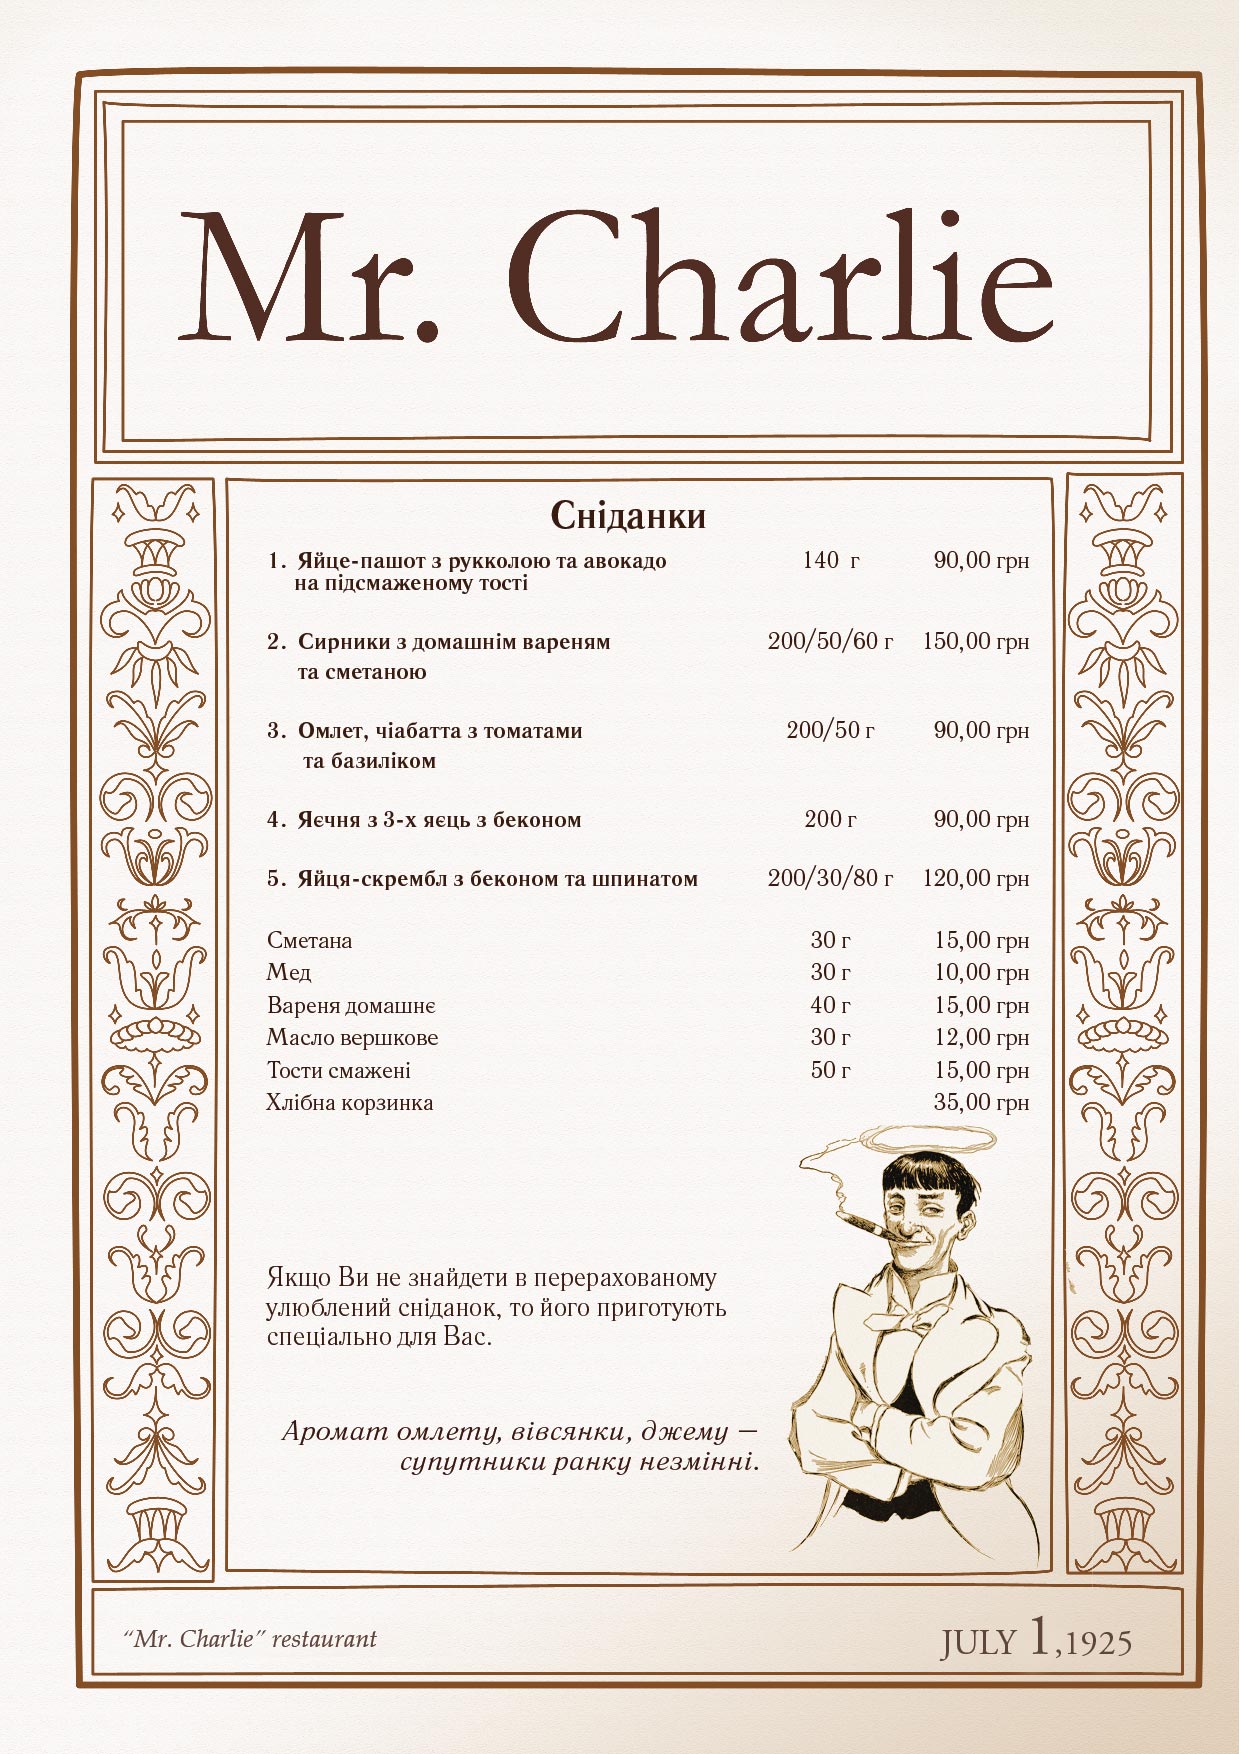 Mr. Charlie
Сніданки
1. Яйце-пашот з рукколою та авокадо 140 г 90,00 грн
на підсмаженому тості
2. Сирники з домашнім вареням 200/50/60 г 150,00 грн
та сметаною
3. Омлет, чіабатта з томатами 200/50 г 90,00 грн
та базиліком
4. Яєчня з 3-х яєць з беконом 200 г 90,00 грн
5. Яйця-скрембл з беконом та шпинатом 200/30/80 г 120,00 грн
Сметана 30 г 15,00 грн
Мед 30 г 10,00 грн
Вареня домашнє 40 г 15,00 грн
Масло вершкове 30 г 12,00 грн
Тости смажені 50 г 15,00 грн
Хлібна корзинка 35,00 грн
Якщо Ви не знайдети в перерахованому
улюблений сніданок, то його приготують
спеціально для Вас.
Аромат омлету, вівсянки, джему –
супутники ранку незмінні.
“Mr. Charlie” restaurant JULY 1,1925